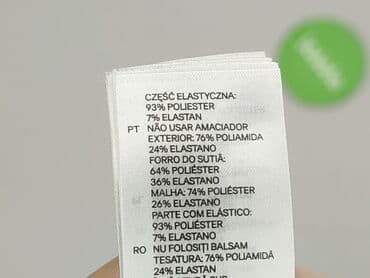 CZĘŚĆ ELASTYCZNA:
93% POLIESTER
7% ELASTAN
PT NÃO USAR AMACIADOR
EXTERIOR: 76% POLIAMIDA
24% ELASTANO
FORRO DO SUTIÃ:
64% POLIÉSTER
36% ELASTANO
MALHA: 74% POLIÉSTER
26% ELASTANO
PARTE COM ELÁSTICO:
93% POLIÉSTER
7% ELASTANO
RO NU FOLOSIȚI BALSAM
TESATURA: 76% POLIAMIDĂ
24% ELASTAN